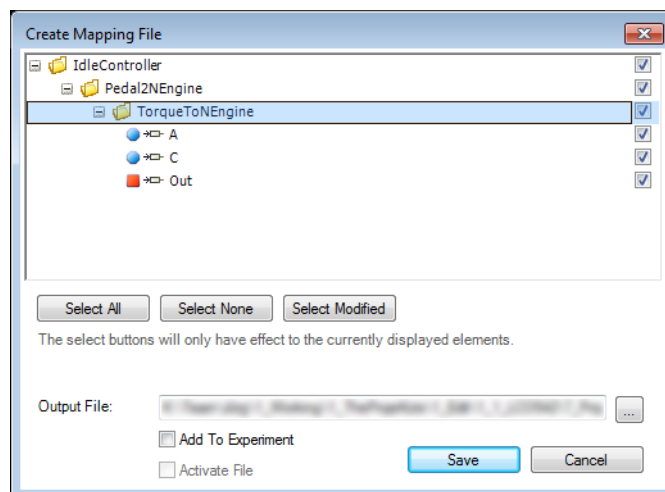 Create Mapping File
IdleController
Pedal2NEngine
TorqueToNEngine
A
C
Out
Select All
Select None
Select Modified
The select buttons will only have effect to the currently displayed elements.
Output File:
...
Add To Experiment
Activate File
Save
Cancel